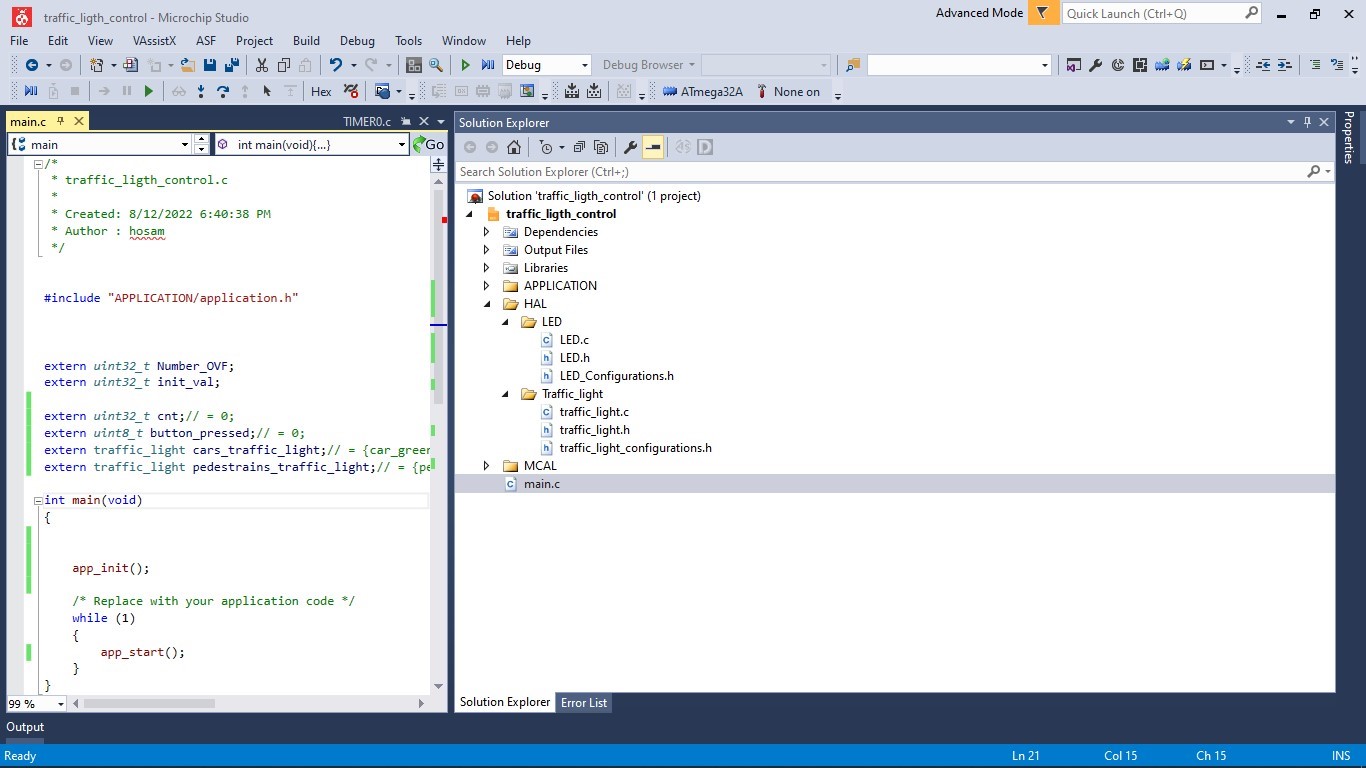 traffic_ligth_control - Microchip Studio
Advanced Mode
Quick Launch (Ctrl+Q)
File Edit View VAssistX ASF Project Build Debug Tools Window Help
Debug
Debug Browser
Hex
ATmega32A
None on
main.c
TIMER0.c
main
int main(void){...}
Go
/*
* traffic_ligth_control.c
*
* Created: 8/12/2022 6:40:38 PM
* Author : hosam
*/
#include "APPLICATION/application.h"
extern uint32_t Number_OVF;
extern uint32_t init_val;
extern uint32_t cnt;// = 0;
extern uint8_t button_pressed;// = 0;
extern traffic_light cars_traffic_light;// = {car_green
extern traffic_light pedestrains_traffic_light;// = {pe
int main(void)
{
app_init();
/* Replace with your application code */
while (1)
{
app_start();
}
}
99 %
Solution Explorer
Search Solution Explorer (Ctrl+;)
Solution 'traffic_ligth_control' (1 project)
traffic_ligth_control
Dependencies
Output Files
Libraries
APPLICATION
HAL
LED
LED.c
LED.h
LED_Configurations.h
Traffic_light
traffic_light.c
traffic_light.h
traffic_light_configurations.h
MCAL
main.c
Solution Explorer
Error List
Properties
Output
Ready
Ln 21
Col 15
Ch 15
INS